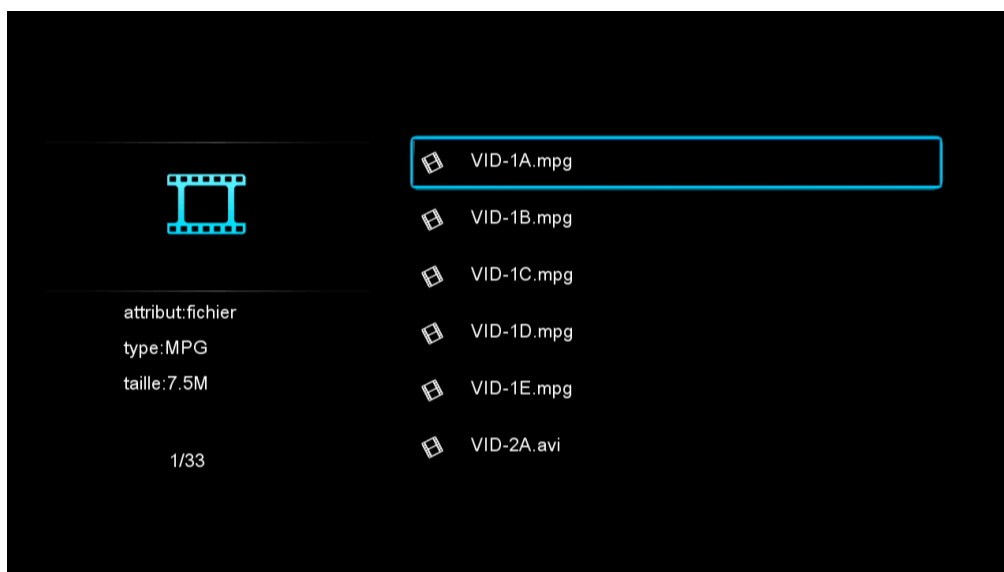 VID-1A.mpg
VID-1B.mpg
VID-1C.mpg
VID-1D.mpg
VID-1E.mpg
VID-2A.avi
attribut:fichier
type:MPG
taille:7.5M
1/33